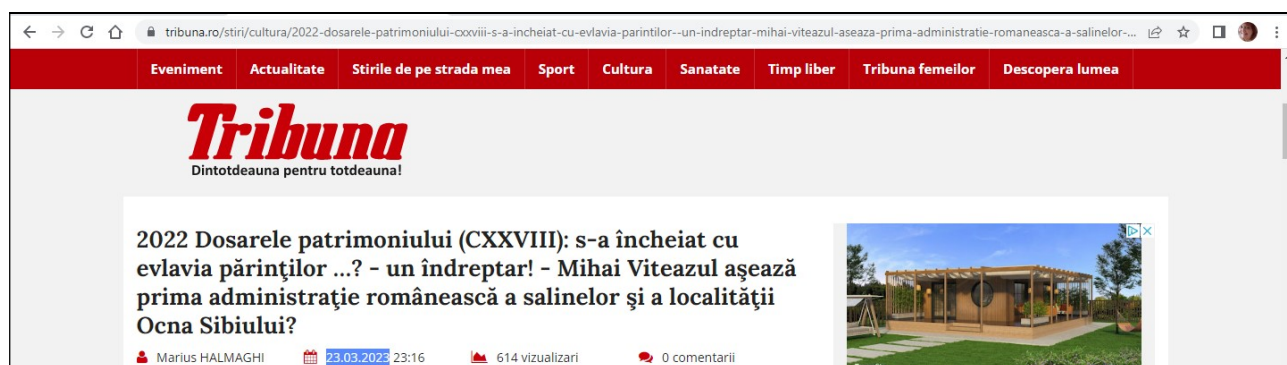 tribuna.ro/stiri/cultura/2022-dosarele-patrimoniului-cxxviii-s-a-incheiat-cu-evlavia-parintilor--un-indreptar-mihai-viteazul-aseaza-prima-administratie-romaneasca-a-salinelor-...
Eveniment Actualitate Stirile de pe strada mea Sport Cultura Sanatate Timp liber Tribuna femeilor Descopera lumea
Tribuna
Dintotdeauna pentru totdeauna!
2022 Dosarele patrimoniului (CXXVIII): s-a încheiat cu
evlavia părinţilor ...? - un îndreptar! - Mihai Viteazul aşează
prima administraţie românească a salinelor şi a localităţii
Ocna Sibiului?
Marius HALMAGHI 23.03.2023 23:16 614 vizualizari 0 comentarii